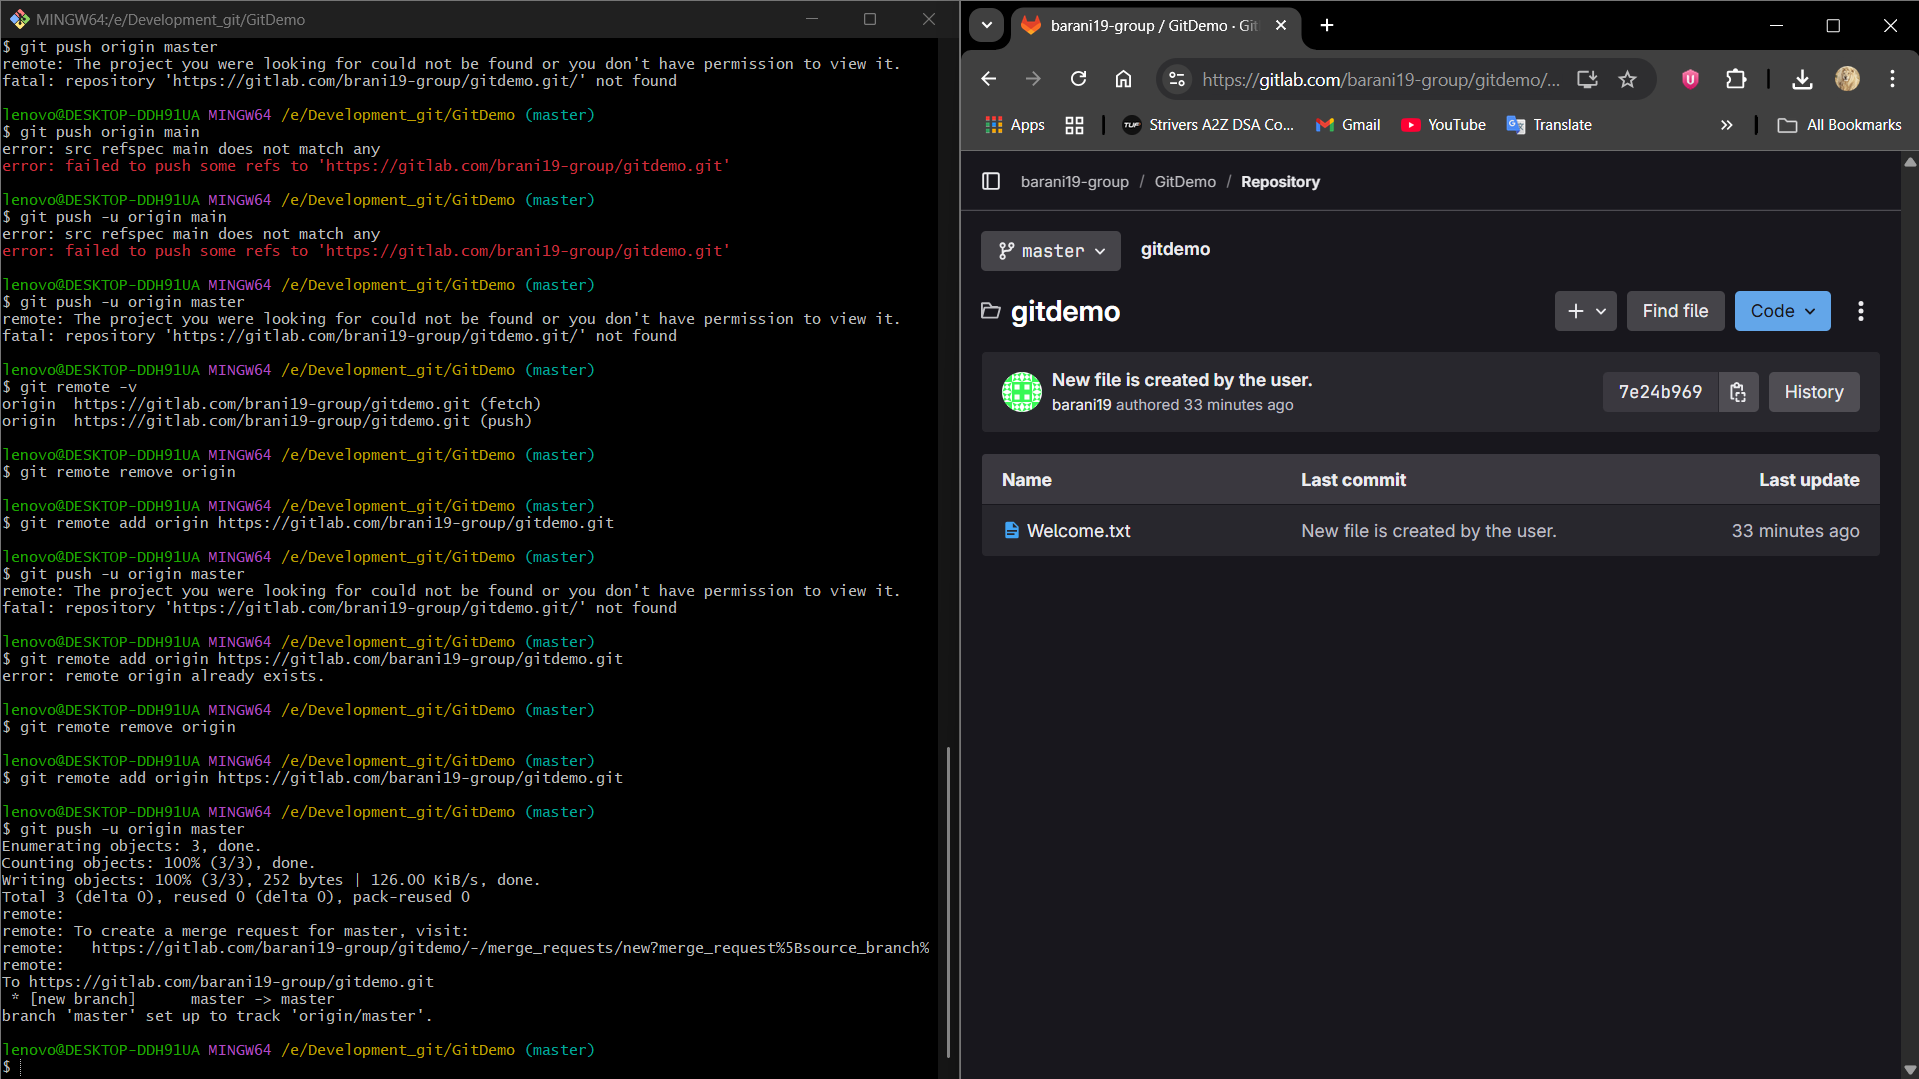 MINGW64:/e/Development_git/GitDemo
$ git push origin master
remote: The project you were looking for could not be found or you don't have permission to view it.
fatal: repository 'https://gitlab.com/brani19-group/gitdemo.git/' not found
lenovo@DESKTOP-DDH91UA MINGW64 /e/Development_git/GitDemo (master)
$ git push origin main
error: src refspec main does not match any
error: failed to push some refs to 'https://gitlab.com/brani19-group/gitdemo.git'
lenovo@DESKTOP-DDH91UA MINGW64 /e/Development_git/GitDemo (master)
$ git push -u origin main
error: src refspec main does not match any
error: failed to push some refs to 'https://gitlab.com/brani19-group/gitdemo.git'
lenovo@DESKTOP-DDH91UA MINGW64 /e/Development_git/GitDemo (master)
$ git push -u origin master
remote: The project you were looking for could not be found or you don't have permission to view it.
fatal: repository 'https://gitlab.com/brani19-group/gitdemo.git/' not found
lenovo@DESKTOP-DDH91UA MINGW64 /e/Development_git/GitDemo (master)
$ git remote -v
origin  https://gitlab.com/brani19-group/gitdemo.git (fetch)
origin  https://gitlab.com/brani19-group/gitdemo.git (push)
lenovo@DESKTOP-DDH91UA MINGW64 /e/Development_git/GitDemo (master)
$ git remote remove origin
lenovo@DESKTOP-DDH91UA MINGW64 /e/Development_git/GitDemo (master)
$ git remote add origin https://gitlab.com/brani19-group/gitdemo.git
lenovo@DESKTOP-DDH91UA MINGW64 /e/Development_git/GitDemo (master)
$ git push -u origin master
remote: The project you were looking for could not be found or you don't have permission to view it.
fatal: repository 'https://gitlab.com/brani19-group/gitdemo.git/' not found
lenovo@DESKTOP-DDH91UA MINGW64 /e/Development_git/GitDemo (master)
$ git remote add origin https://gitlab.com/barani19-group/gitdemo.git
error: remote origin already exists.
lenovo@DESKTOP-DDH91UA MINGW64 /e/Development_git/GitDemo (master)
$ git remote remove origin
lenovo@DESKTOP-DDH91UA MINGW64 /e/Development_git/GitDemo (master)
$ git remote add origin https://gitlab.com/barani19-group/gitdemo.git
lenovo@DESKTOP-DDH91UA MINGW64 /e/Development_git/GitDemo (master)
$ git push -u origin master
Enumerating objects: 3, done.
Counting objects: 100% (3/3), done.
Writing objects: 100% (3/3), 252 bytes | 126.00 KiB/s, done.
Total 3 (delta 0), reused 0 (delta 0), pack-reused 0
remote:
remote: To create a merge request for master, visit:
remote:   https://gitlab.com/barani19-group/gitdemo/-/merge_requests/new?merge_request%5Bsource_branch%
remote:
To https://gitlab.com/barani19-group/gitdemo.git
 * [new branch]      master -> master
branch 'master' set up to track 'origin/master'.
lenovo@DESKTOP-DDH91UA MINGW64 /e/Development_git/GitDemo (master)
$
barani19-group / GitDemo · Git
https://gitlab.com/barani19-group/gitdemo/...
Apps TUF Strivers A2Z DSA Co... Gmail YouTube Translate » All Bookmarks
barani19-group / GitDemo / Repository
master gitdemo
gitdemo + Find file Code
New file is created by the user.
barani19 authored 33 minutes ago
7e24b969 History
Name Last commit Last update
Welcome.txt New file is created by the user. 33 minutes ago